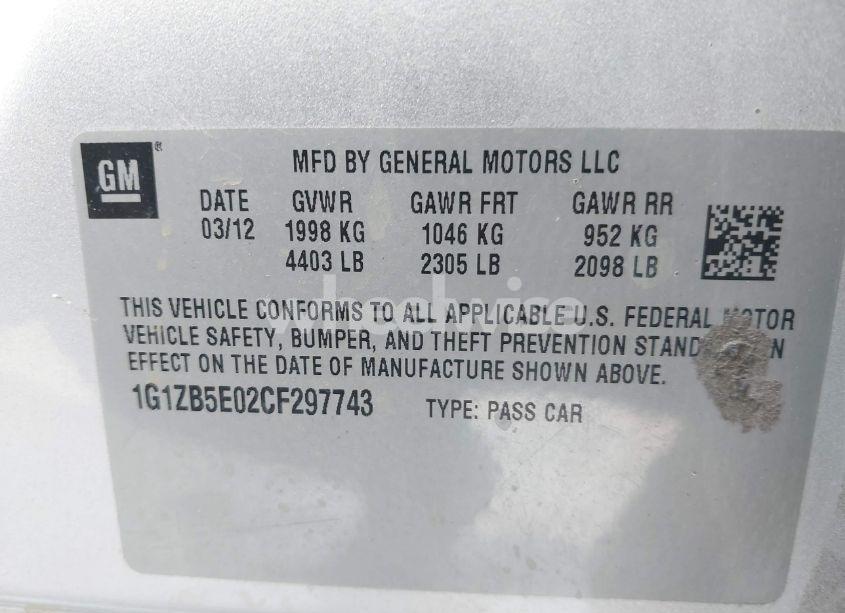 GM
MFD BY GENERAL MOTORS LLC
DATE GVWR GAWR FRT GAWR RR
03/12 1998 KG 1046 KG 952 KG
4403 LB 2305 LB 2098 LB
THIS VEHICLE CONFORMS TO ALL APPLICABLE U.S. FEDERAL
VEHICLE SAFETY, BUMPER, AND THEFT PREVENTION
EFFECT ON THE DATE OF MANUFACTURE SHOWN ABOVE.
1G1ZB5E02CF297743 TYPE: PASS CAR